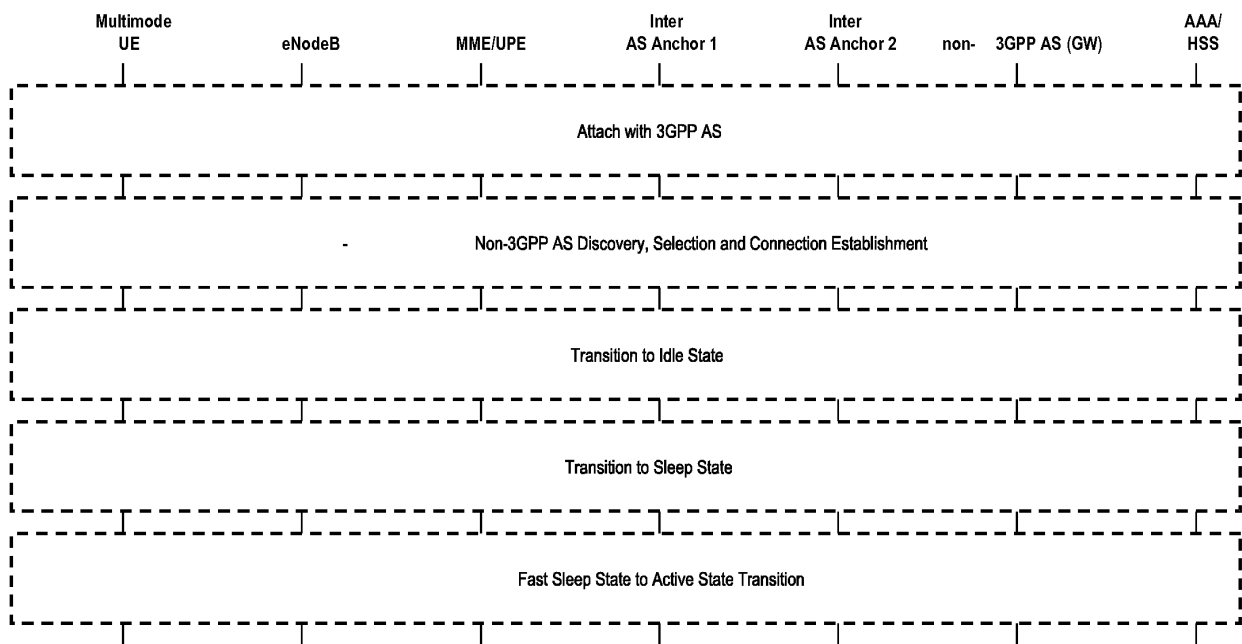 Multimode
UE
eNodeB
MME/UPE
Inter
AS Anchor 1
Inter
AS Anchor 2
non- 3GPP AS (GW)
AAA/
HSS
Attach with 3GPP AS
- Non-3GPP AS Discovery, Selection and Connection Establishment
Transition to Idle State
Transition to Sleep State
Fast Sleep State to Active State Transition